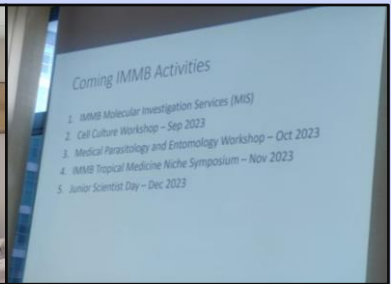 Coming IMMB Activities
1. IMMB Molecular Investigation Services (MIS)
2. Cell Culture Workshop – Sep 2023
3. Medical Parasitology and Entomology Workshop – Oct 2023
4. IMMB Tropical Medicine Niche Symposium – Nov 2023
5. Junior Scientist Day – Dec 2023